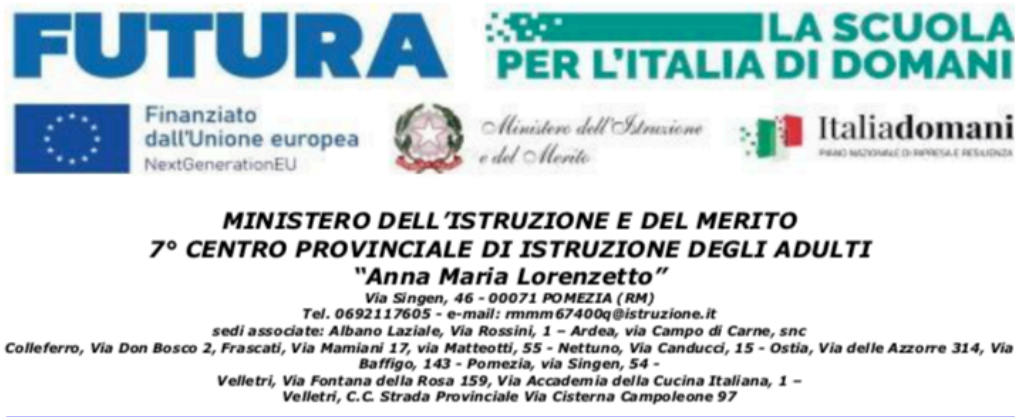 FUTURA
LA SCUOLA
PER L'ITALIA DI DOMANI
Finanziato
dall'Unione europea
NextGenerationEU
Ministero dell'Istruzione
e del Merito
Italiadomani
PIANO NAZIONALE DI RIPRESA E RESILIENZA
MINISTERO DELL'ISTRUZIONE E DEL MERITO
7° CENTRO PROVINCIALE DI ISTRUZIONE DEGLI ADULTI
"Anna Maria Lorenzetto"
Via Singen, 46 - 00071 POMEZIA (RM)
Tel. 0692117605 - e-mail: rmmm67400q@istruzione.it
sedi associate: Albano Laziale, Via Rossini, 1 – Ardea, via Campo di Carne, snc
Colleferro, Via Don Bosco 2, Frascati, Via Mamiani 17, via Matteotti, 55 - Nettuno, Via Canducci, 15 - Ostia, Via delle Azzorre 314, Via
Baffigo, 143 - Pomezia, via Singen, 54 -
Velletri, Via Fontana della Rosa 159, Via Accademia della Cucina Italiana, 1 –
Velletri, C.C. Strada Provinciale Via Cisterna Campoleone 97